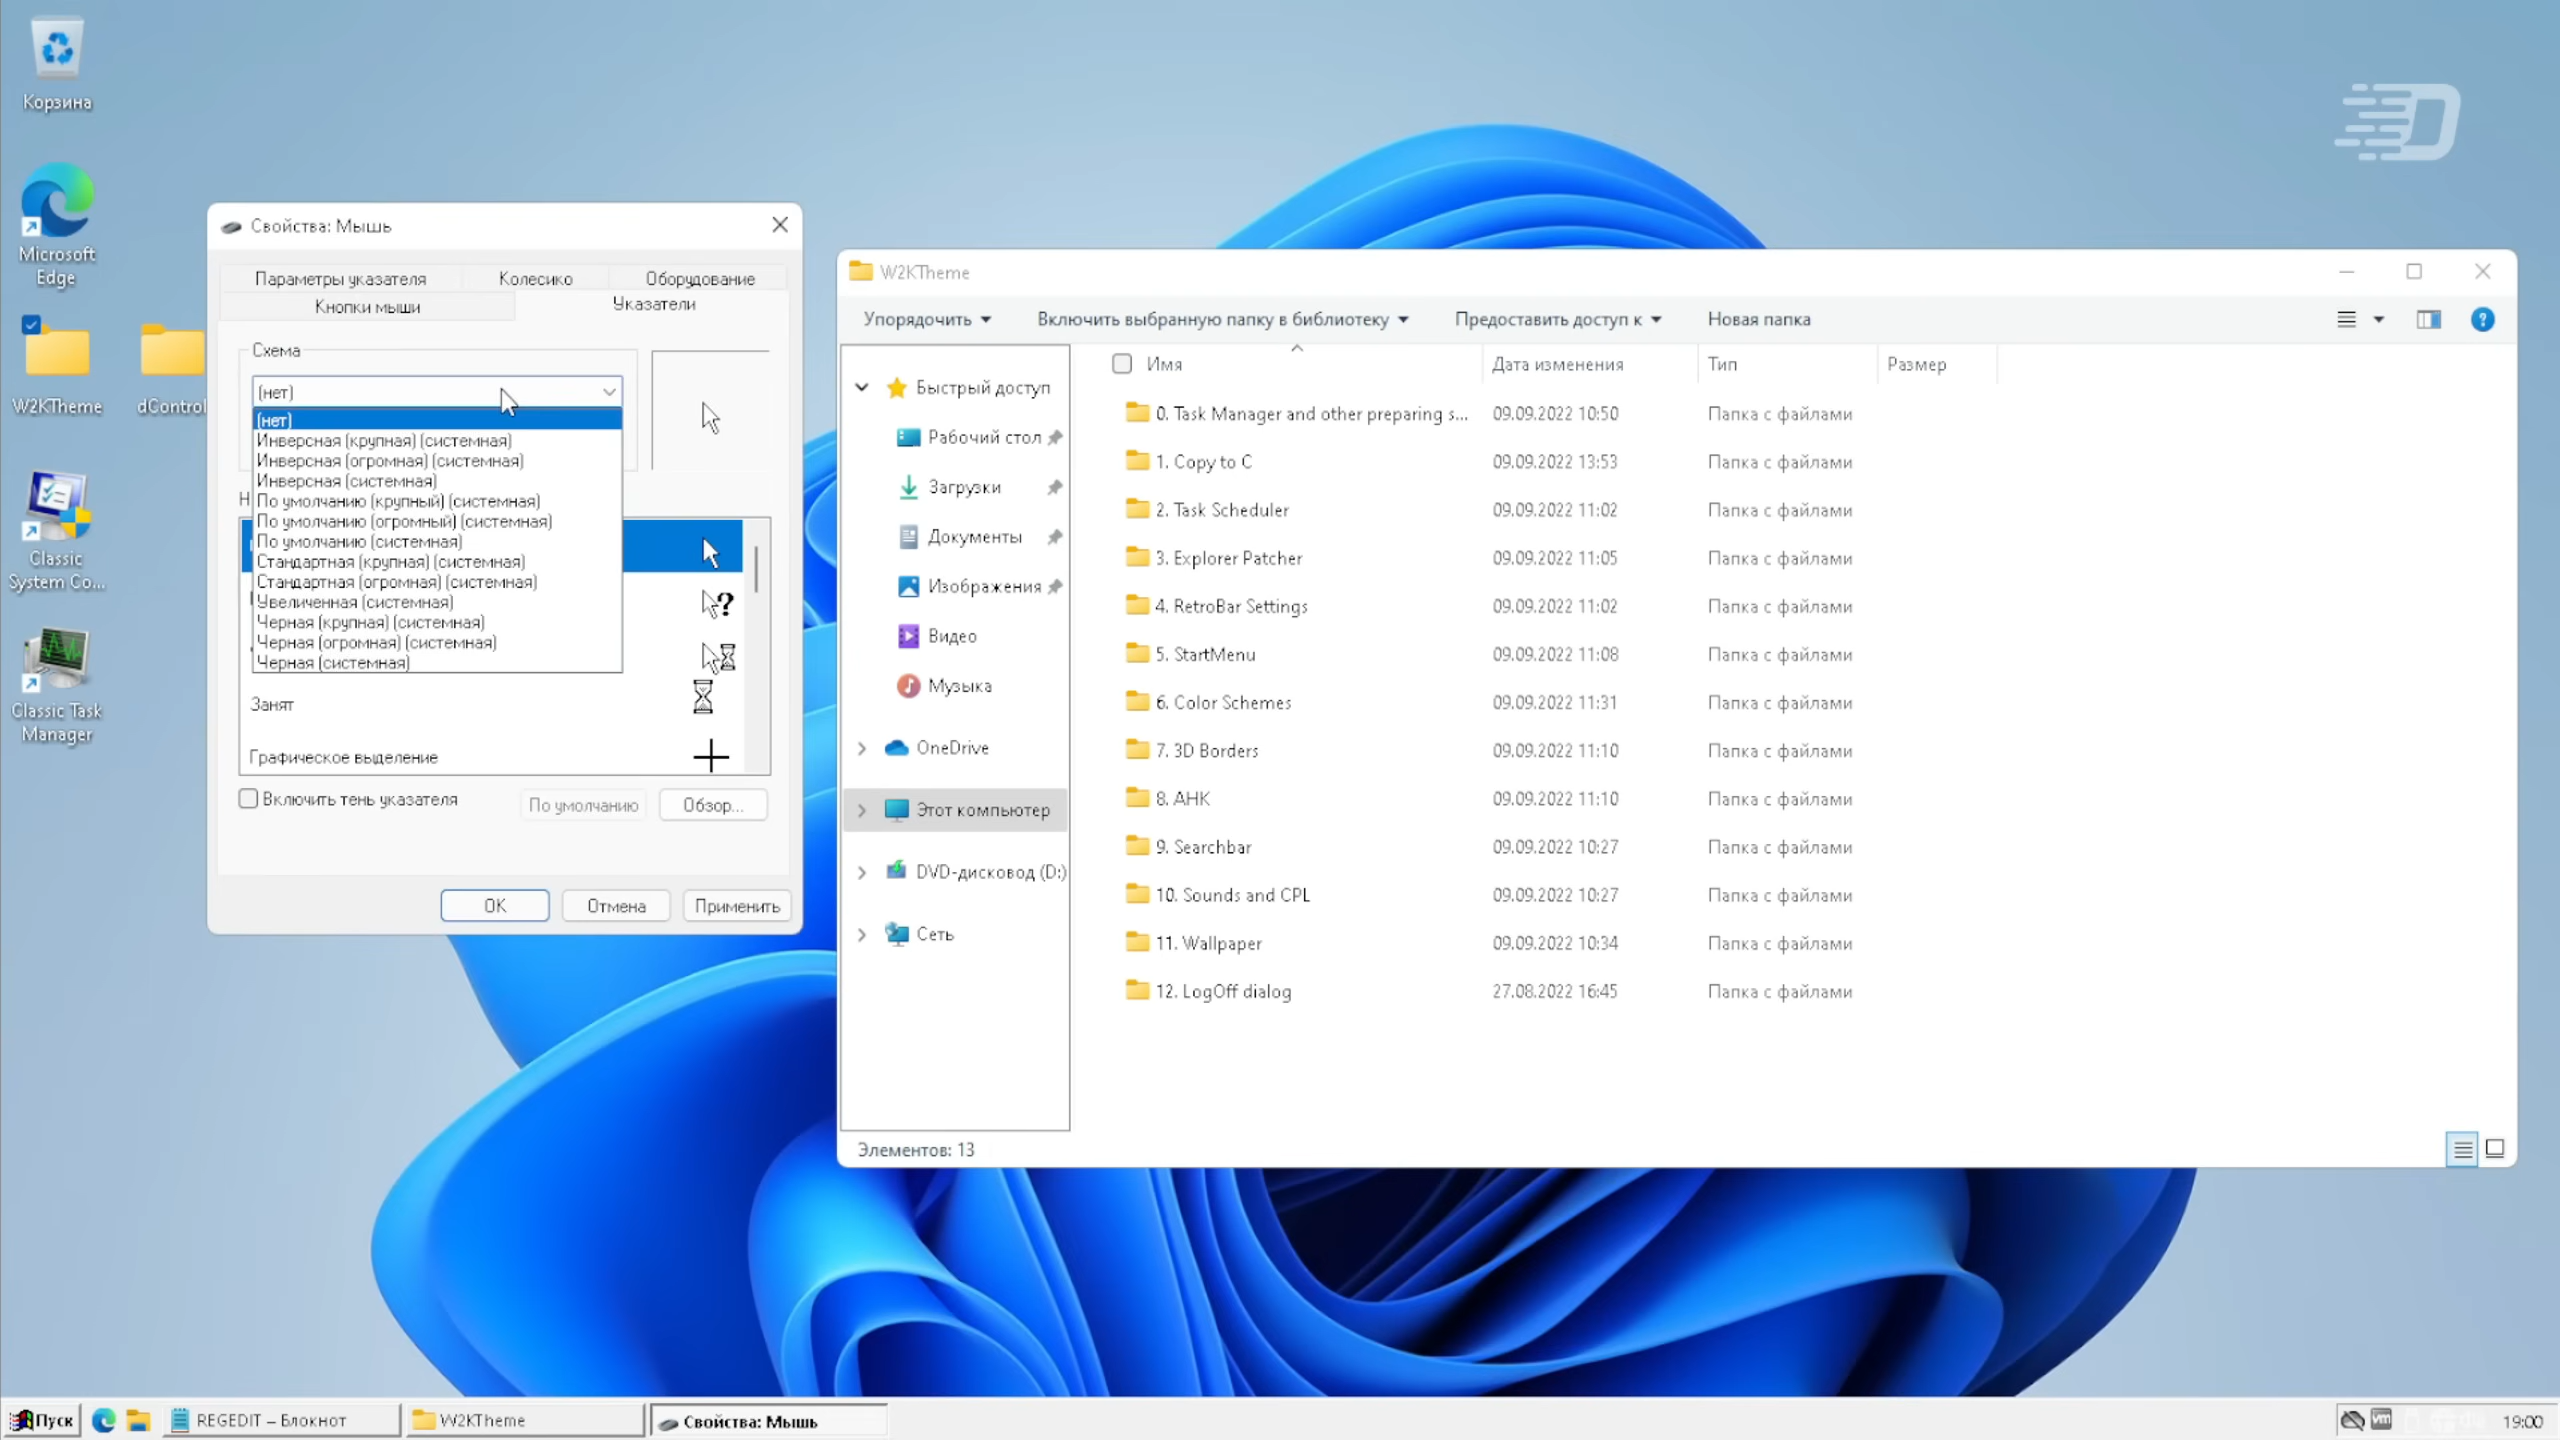 Корзина
Microsoft
Edge
W2KTheme
dControl
Classic
System Co...
Classic Task
Manager
Свойства: Мышь
Параметры указателя
Колесико
Оборудование
Кнопки мыши
Указатели
Схема
(нет)
(нет)
Инверсная (крупная) (системная)
Инверсная (огромная) (системная)
Инверсная (системная)
По умолчанию (крупный) (системная)
По умолчанию (огромный) (системная)
По умолчанию (системная)
Стандартная (крупная) (системная)
Стандартная (огромная) (системная)
Увеличенная (системная)
Черная (крупная) (системная)
Черная (огромная) (системная)
Черная (системная)
Занят
Графическое выделение
Включить тень указателя
По умолчанию
Обзор...
OK
Отмена
Применить
W2KTheme
Упорядочить
Включить выбранную папку в библиотеку
Предоставить доступ к
Новая папка
Быстрый доступ
Рабочий стол
Загрузки
Документы
Изображения
Видео
Музыка
OneDrive
Этот компьютер
DVD-дисковод (D:)
Сеть
Имя Дата изменения Тип Размер
0. Task Manager and other preparing s... 09.09.2022 10:50 Папка с файлами
1. Copy to C 09.09.2022 13:53 Папка с файлами
2. Task Scheduler 09.09.2022 11:02 Папка с файлами
3. Explorer Patcher 09.09.2022 11:05 Папка с файлами
4. RetroBar Settings 09.09.2022 11:02 Папка с файлами
5. StartMenu 09.09.2022 11:08 Папка с файлами
6. Color Schemes 09.09.2022 11:31 Папка с файлами
7. 3D Borders 09.09.2022 11:10 Папка с файлами
8. AHK 09.09.2022 11:10 Папка с файлами
9. Searchbar 09.09.2022 10:27 Папка с файлами
10. Sounds and CPL 09.09.2022 10:27 Папка с файлами
11. Wallpaper 09.09.2022 10:34 Папка с файлами
12. LogOff dialog 27.08.2022 16:45 Папка с файлами
Элементов: 13
Пуск
REGEDIT – Блокнот
W2KTheme
Свойства: Мышь
vm
19:00